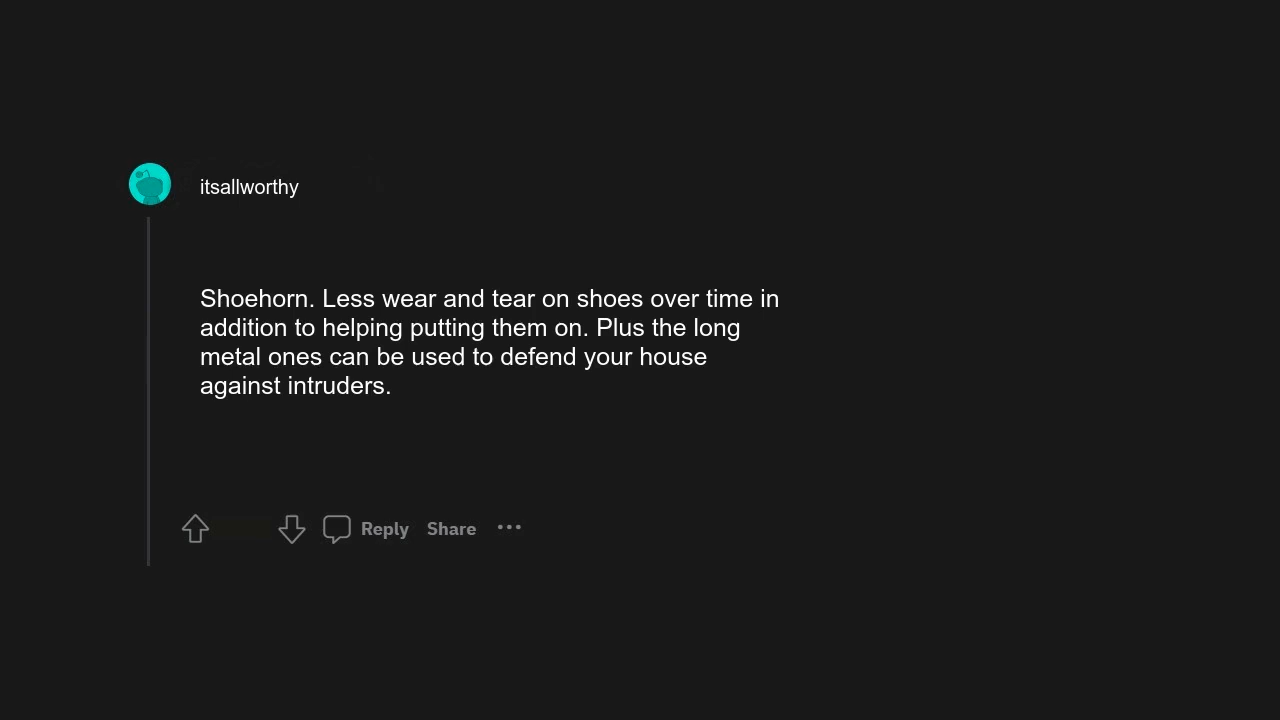 itsallworthy
Shoehorn. Less wear and tear on shoes over time in
addition to helping putting them on. Plus the long
metal ones can be used to defend your house
against intruders.
Reply Share